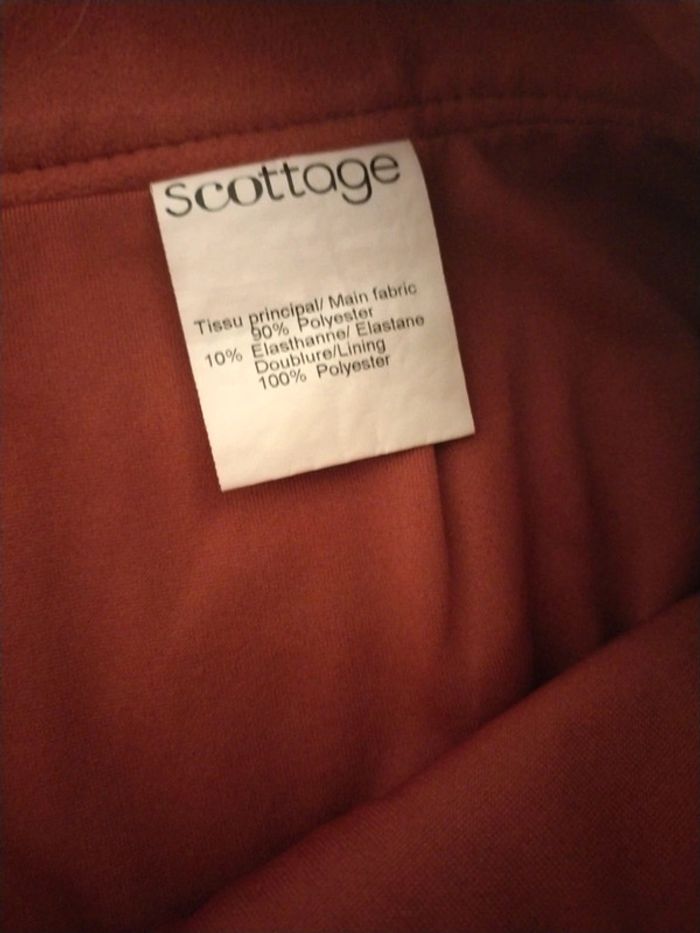 scottage
Tissu principal/ Main fabric
90% Polyester
10% Elasthanne/ Elastane
Doublure/Lining
100% Polyester